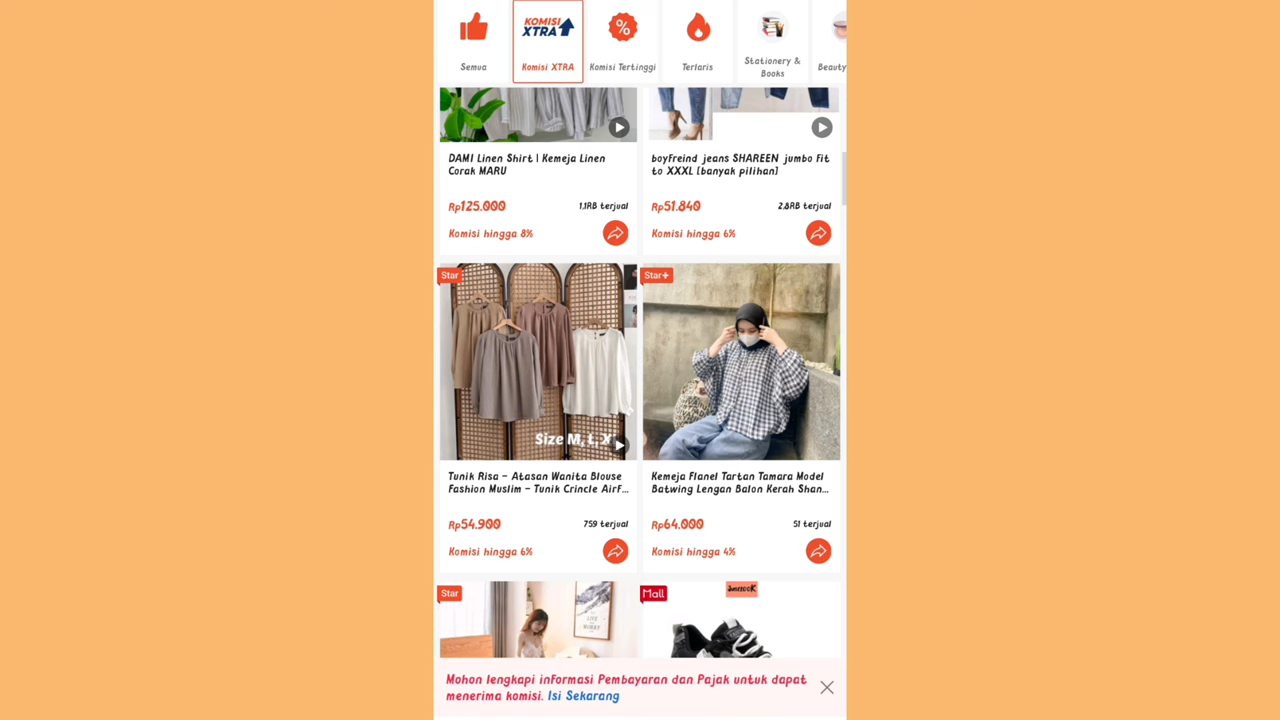 KOMISI
XTRA
%
Semua
Komisi XTRA
Komisi Tertinggi
Terlaris
Stationery &
Books
Beauty
DAMI Linen Shirt | Kemeja Linen
Corak MARU
Rp125.000
1,1RB terjual
Komisi hingga 8%
boyfreind jeans SHAREEN jumbo fit
to XXXL [banyak pilihan]
Rp51.840
2,8RB terjual
Komisi hingga 6%
Star
Size M, L, X
Tunik Risa - Atasan Wanita Blouse
Fashion Muslim - Tunik Crincle Airf...
Rp54.900
759 terjual
Komisi hingga 6%
Star+
Kemeja Flanel Tartan Tamara Model
Batwing Lengan Balon Kerah Shan...
Rp64.000
51 terjual
Komisi hingga 4%
Star
Mall
Mohon lengkapi informasi Pembayaran dan Pajak untuk dapat
menerima komisi. Isi Sekarang